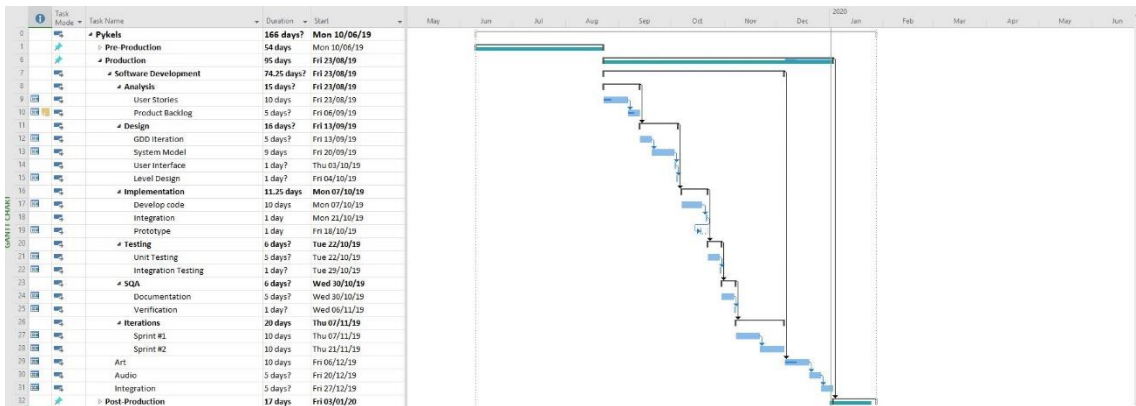 2020
Task Mode Task Name Duration Start May Jun Jul Aug Sep Oct Nov Dec Jan Feb Mar Apr May Jun
0 Pykels 166 days? Mon 10/06/19
1 Pre-Production 54 days Mon 10/06/19
6 Production 95 days Fri 23/08/19
7 Software Development 74.25 days? Fri 23/08/19
8 Analysis 15 days? Fri 23/08/19
9 User Stories 10 days Fri 23/08/19
10 Product Backlog 5 days? Fri 06/09/19
11 Design 16 days? Fri 13/09/19
12 GDD Iteration 5 days? Fri 13/09/19
13 System Model 9 days Fri 20/09/19
14 User Interface 1 day? Thu 03/10/19
15 Level Design 1 day? Fri 04/10/19
16 Implementation 11.25 days Mon 07/10/19
17 Develop code 10 days Mon 07/10/19
18 Integration 1 day Mon 21/10/19
19 Prototype 1 day Fri 18/10/19
20 Testing 6 days? Tue 22/10/19
21 Unit Testing 5 days? Tue 22/10/19
22 Integration Testing 1 day? Tue 29/10/19
23 SQA 6 days? Wed 30/10/19
24 Documentation 5 days? Wed 30/10/19
25 Verification 1 day? Wed 06/11/19
26 Iterations 20 days Thu 07/11/19
27 Sprint #1 10 days Thu 07/11/19
28 Sprint #2 10 days Thu 21/11/19
29 Art 10 days Fri 06/12/19
30 Audio 5 days? Fri 20/12/19
31 Integration 5 days? Fri 27/12/19
32 Post-Production 17 days Fri 03/01/20
GANTT CHART